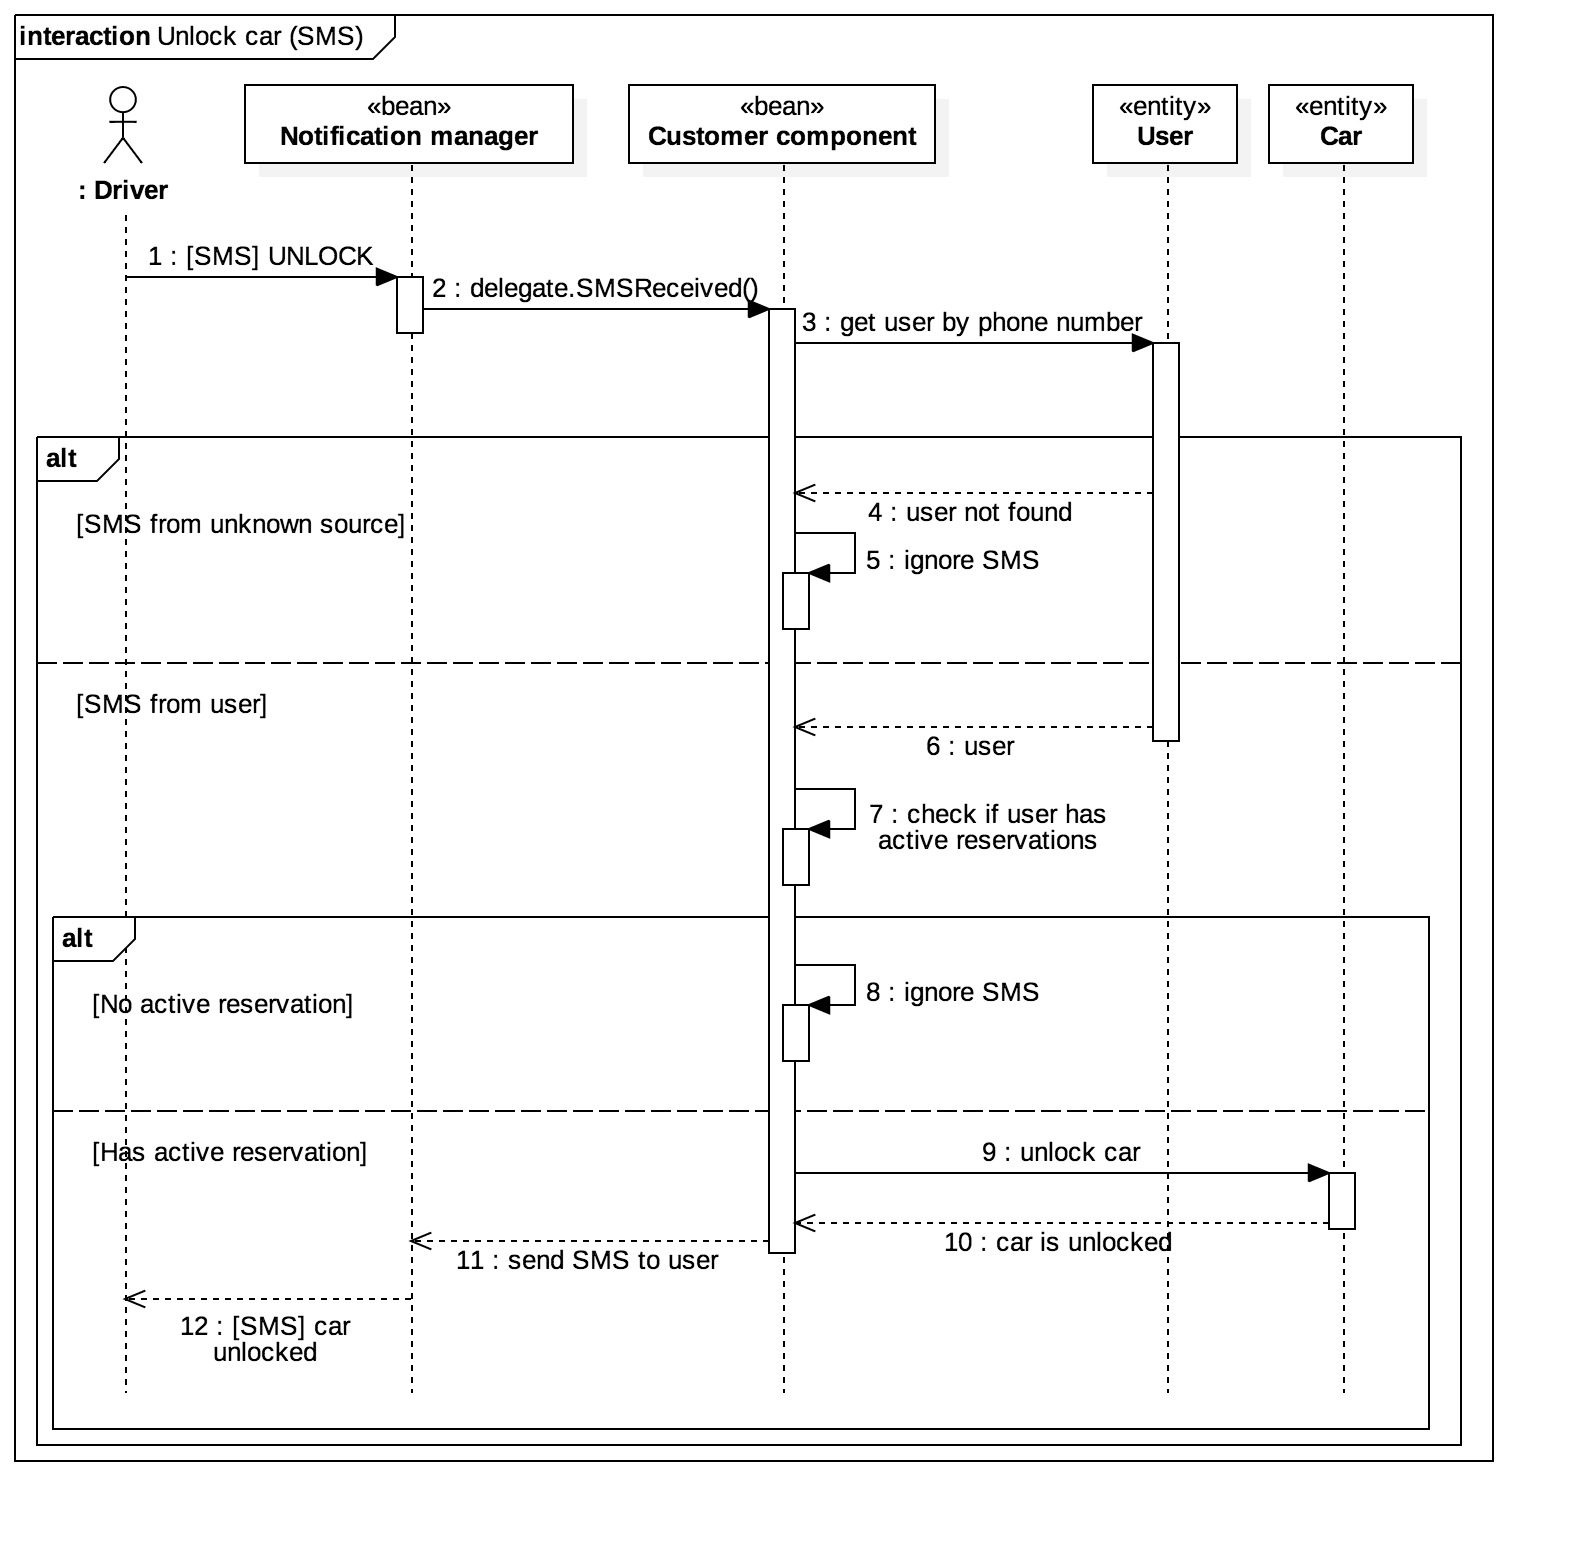 interaction Unlock car (SMS)
«bean»
Notification manager
«bean»
Customer component
«entity»
User
«entity»
Car
: Driver
1 : [SMS] UNLOCK
2 : delegate.SMSReceived()
3 : get user by phone number
alt
4 : user not found
[SMS from unknown source]
5 : ignore SMS
[SMS from user]
6 : user
7 : check if user has
active reservations
alt
8 : ignore SMS
[No active reservation]
[Has active reservation]
9 : unlock car
10 : car is unlocked
11 : send SMS to user
12 : [SMS] car
unlocked